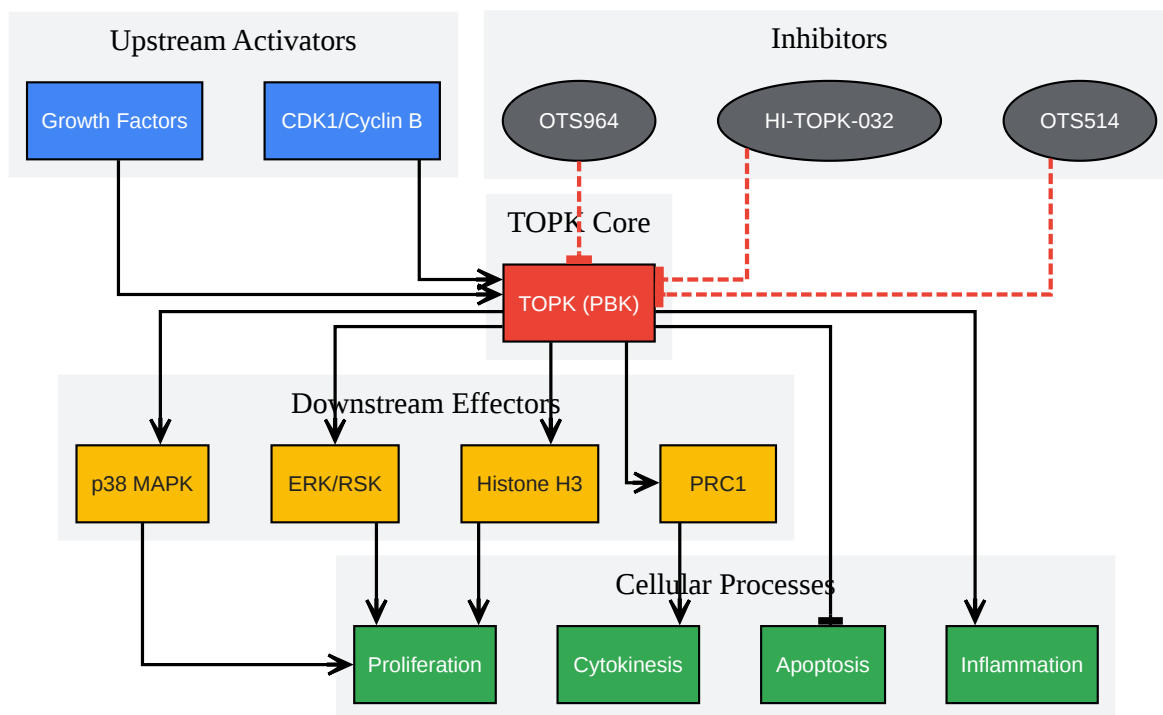 Upstream Activators
Inhibitors
Growth Factors
CDK1/Cyclin B
OTS964
HI-TOPK-032
OTS514
TOPK Core
TOPK (PBK)
Downstream Effectors
p38 MAPK
ERK/RSK
Histone H3
PRC1
Cellular Processes
Proliferation
Cytokinesis
Apoptosis
Inflammation